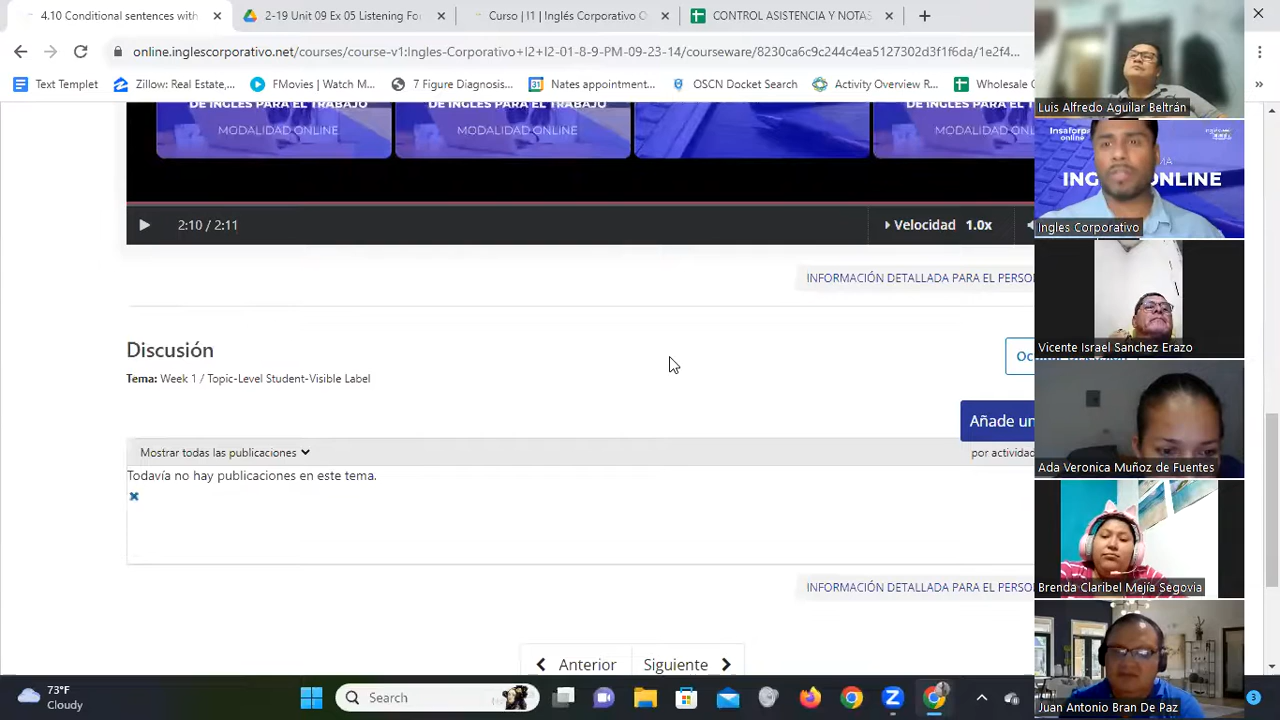 4.10 Conditional sentences with
2-19 Unit 09 Ex 05 Listening Fo
Curso | I1 | Inglés Corporativo O
CONTROL ASISTENCIA Y NOTAS
online.inglescorporativo.net/courses/course-v1:Ingles-Corporativo+I2+I2-01-8-9-PM-09-23-14/courseware/8230ca6c9c244c4ea5127302d3f1f6da/1e2f4...
Text Templet
Zillow: Real Estate,...
FMovies | Watch M...
7 Figure Diagnosis...
Nates appointment...
OSCN Docket Search
Activity Overview R...
Wholesale C
»
DE INGLÉS PARA EL TRABAJO
MODALIDAD ONLINE
DE INGLÉS PARA EL TRABAJO
MODALIDAD ONLINE
DE INGLÉS PARA
MODALIDAD
2:10 / 2:11
Velocidad 1.0x
INFORMACIÓN DETALLADA PARA EL PERSON
Discusión
Tema: Week 1 / Topic-Level Student-Visible Label
Añade un
Mostrar todas las publicaciones
por actividad
Todavía no hay publicaciones en este tema.
INFORMACIÓN DETALLADA PARA EL PERSON
Anterior
Siguiente
Luis Alfredo Aguilar Beltrán
Insaforp
online
ONLINE
Ingles Corporativo
Vicente Israel Sanchez Erazo
Ada Veronica Muñoz de Fuentes
Brenda Claribel Mejía Segovia
Juan Antonio Bran De Paz
73°F
Cloudy
Search
3